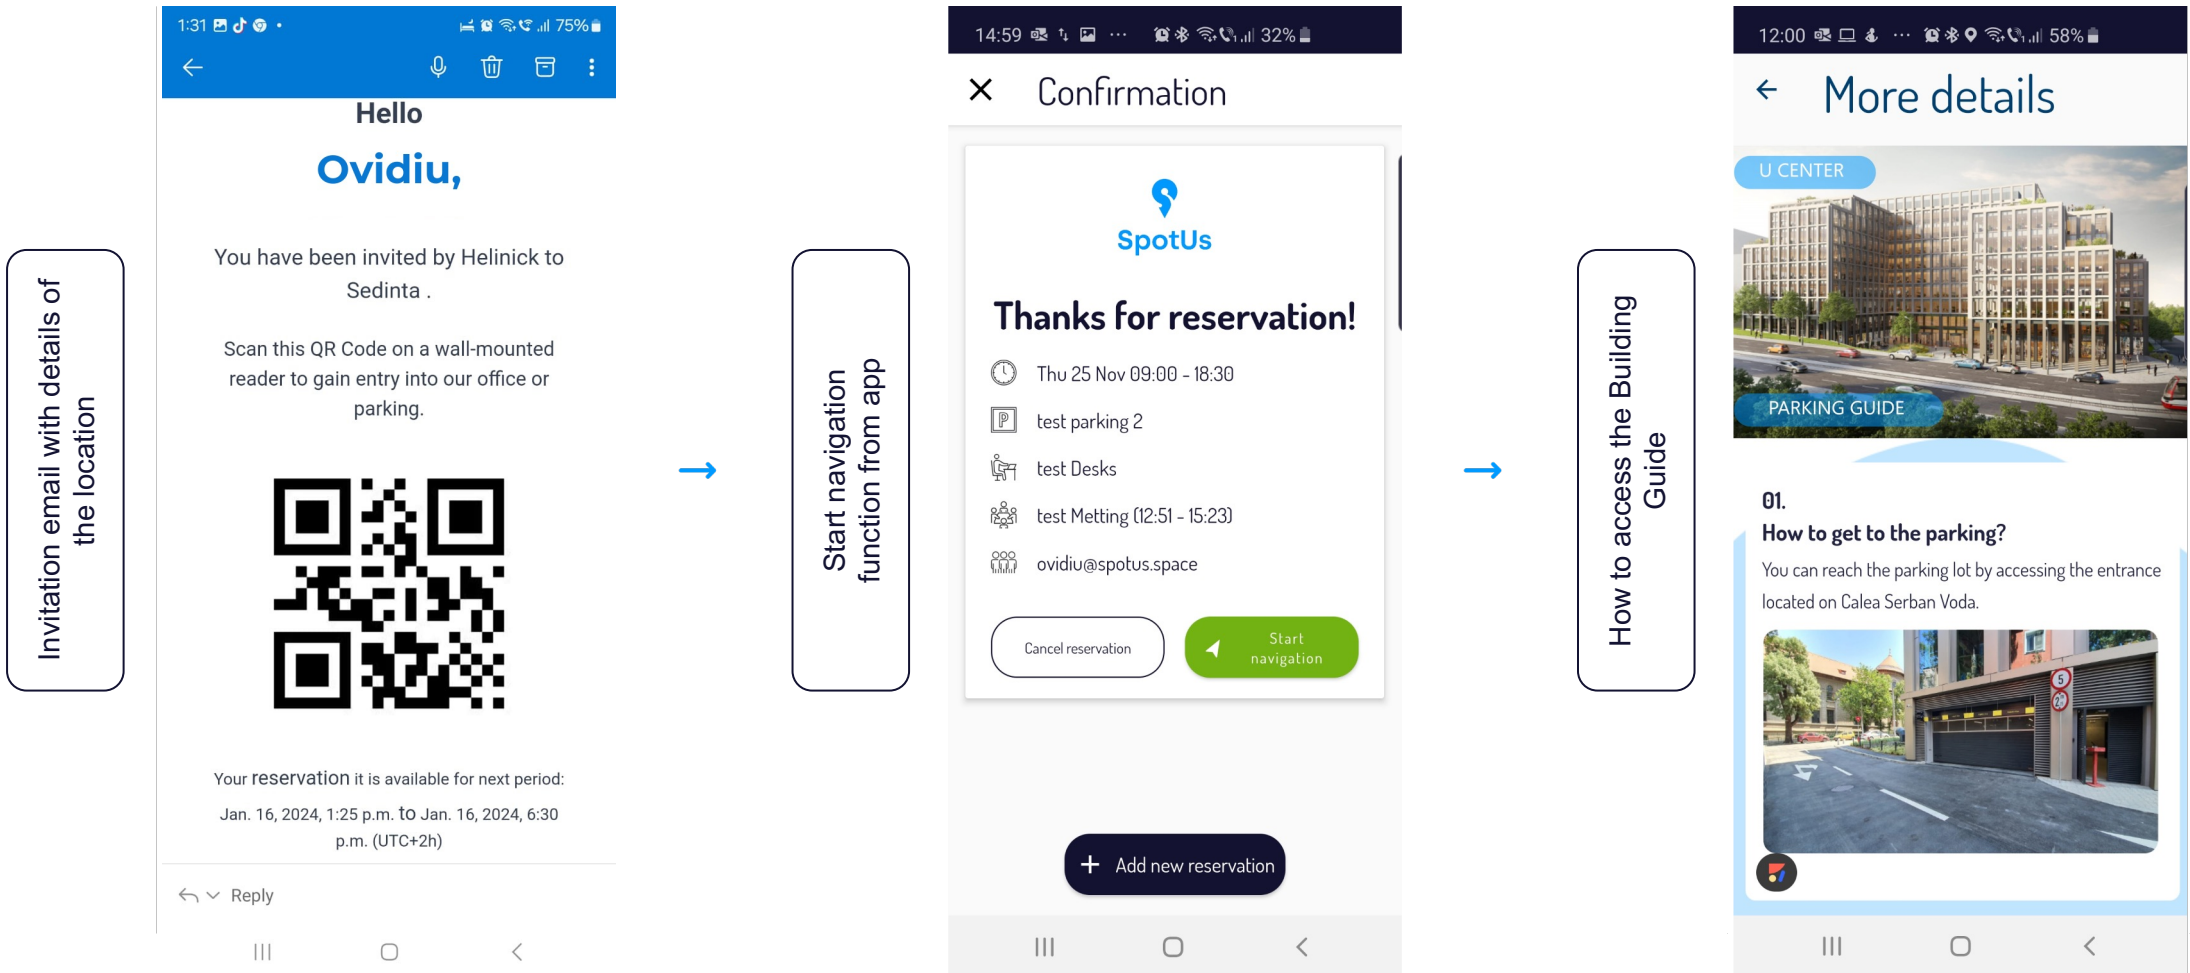 Invitation email with details of
the location
1:31
75%
Hello
Ovidiu,
You have been invited by Helinick to
Sedinta .
Scan this QR Code on a wall-mounted
reader to gain entry into our office or
parking.
Your reservation it is available for next period:
Jan. 16, 2024, 1:25 p.m. to Jan. 16, 2024, 6:30
p.m. (UTC+2h)
Reply
Start navigation
function from app
14:59
32%
Confirmation
SpotUs
Thanks for reservation!
Thu 25 Nov 09:00 - 18:30
P
test parking 2
test Desks
test Metting (12:51 - 15:23)
ovidiu@spotus.space
Cancel reservation
Start
navigation
+ Add new reservation
How to access the Building
Guide
12:00
58%
More details
U CENTER
PARKING GUIDE
01.
How to get to the parking?
You can reach the parking lot by accessing the entrance
located on Calea Serban Voda.
5